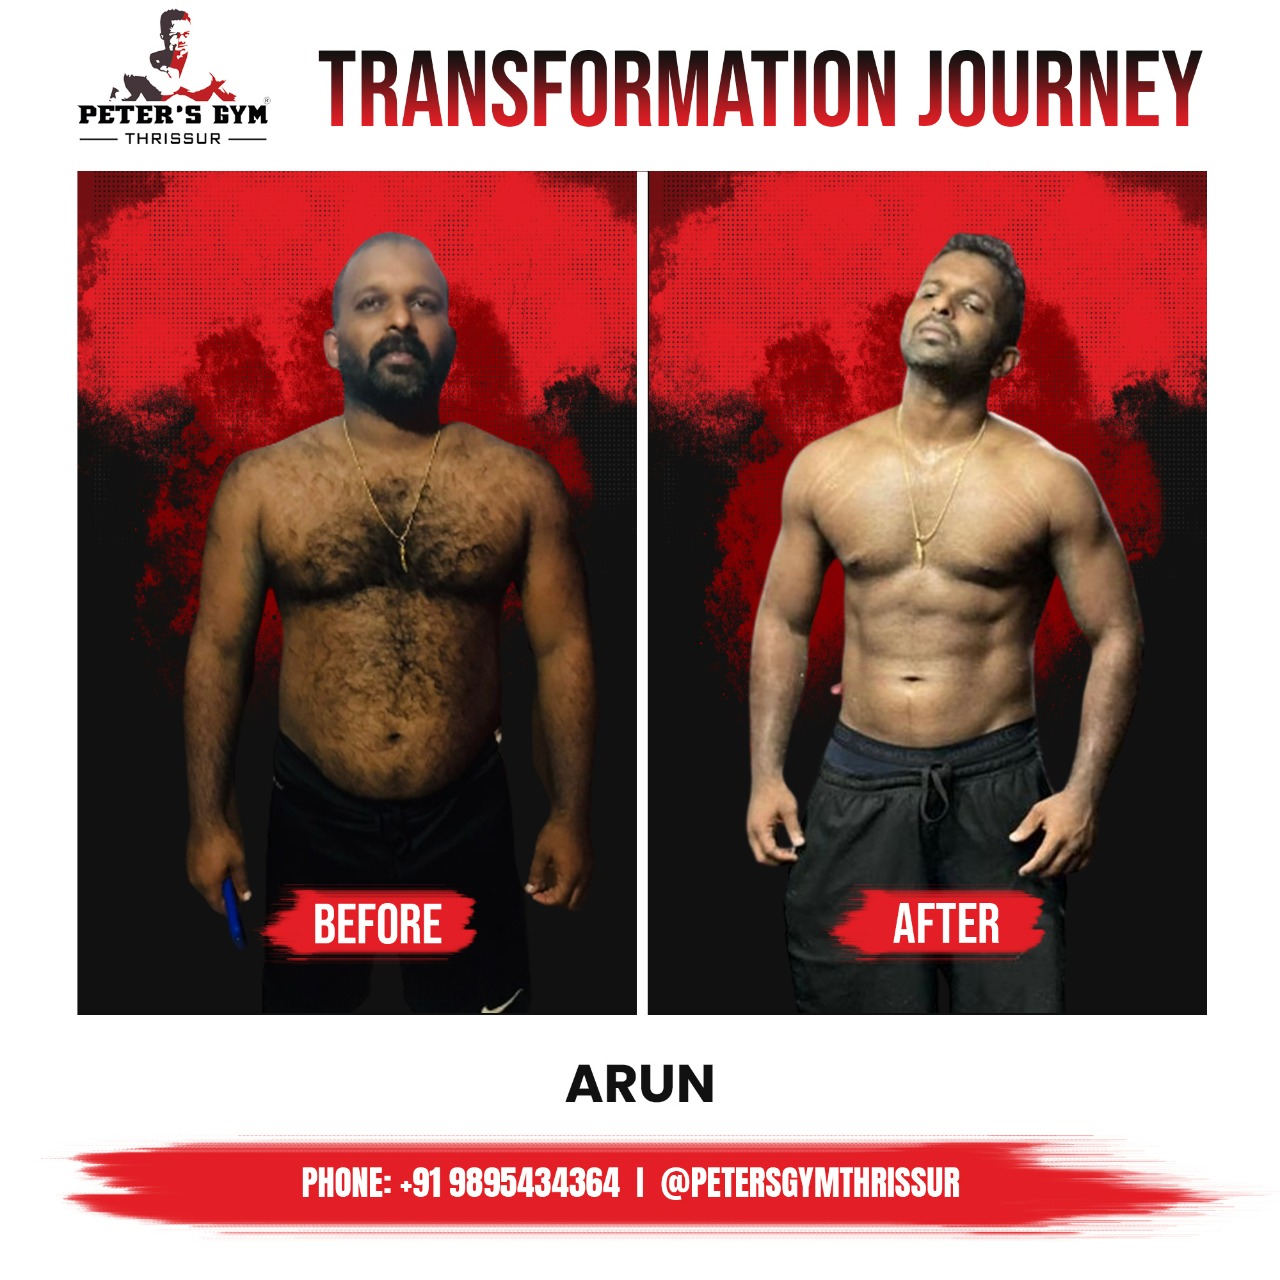 PETER'S GYM
THRISSUR
TRANSFORMATION JOURNEY
BEFORE
AFTER
ARUN
PHONE: +91 9895434364 | @PETERSGYMTHRISSUR